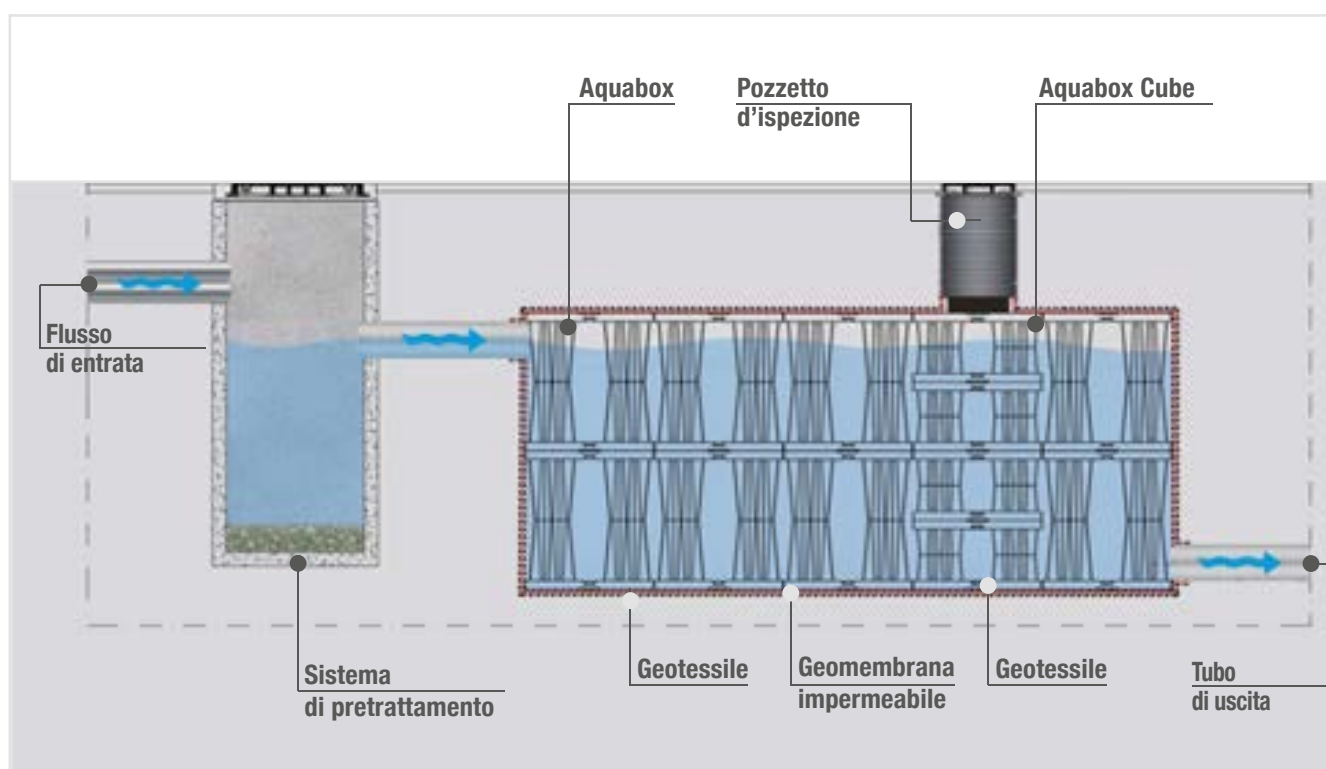 Aquabox
Pozzetto
d'ispezione
Aquabox Cube
Flusso
di entrata
Sistema
di pretrattamento
Geotessile
Geomembrana
impermeabile
Geotessile
Tubo
di uscita